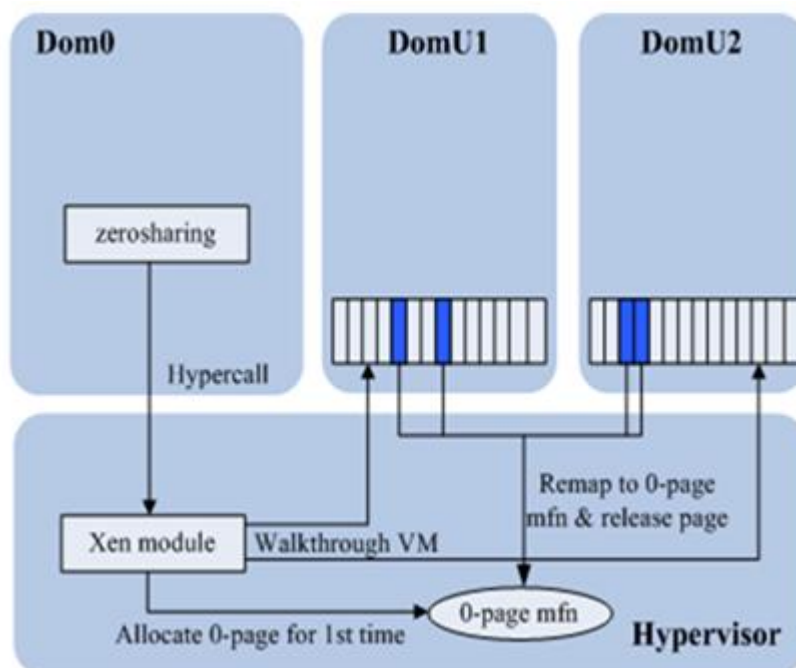 Dom0
DomU1
DomU2
zerosharing
Hypercall
Remap to 0-page
mfn & release page
Xen module
Walkthrough VM
0-page mfn
Allocate 0-page for 1st time
Hypervisor